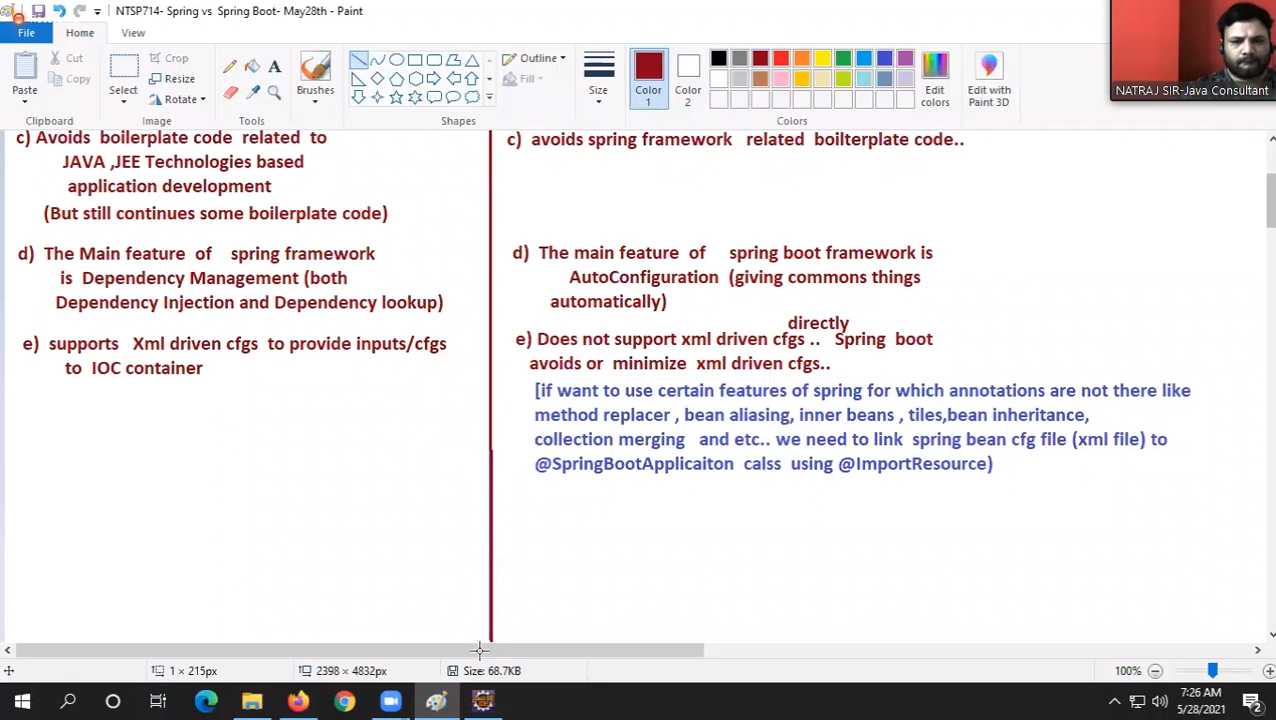 NTSP714- Spring vs Spring Boot- May28th - Paint
File Home View
Paste
Cut
Copy
Clipboard
Select
Crop
Resize
Rotate
Image
Tools
Brushes
Outline
Fill
Shapes
Size
Color 1
Color 2
Edit colors
Edit with Paint 3D
Colors
NATRAJ SIR-Java Consultant
c) Avoids boilerplate code related to
JAVA ,JEE Technologies based
application development
(But still continues some boilerplate code)
d) The Main feature of spring framework
is Dependency Management (both
Dependency Injection and Dependency lookup)
e) supports Xml driven cfgs to provide inputs/cfgs
to IOC container
c) avoids spring framework related boilterplate code..
d) The main feature of spring boot framework is
AutoConfiguration (giving commons things
automatically)
directly
e) Does not support xml driven cfgs .. Spring boot
avoids or minimize xml driven cfgs..
[if want to use certain features of spring for which annotations are not there like
method replacer , bean aliasing, inner beans , tiles,bean inheritance,
collection merging and etc.. we need to link spring bean cfg file (xml file) to
@SpringBootApplicaiton calss using @ImportResource)
1 × 215px
2398 × 4832px
Size: 68.7KB
100%
7:26 AM
5/28/2021
2